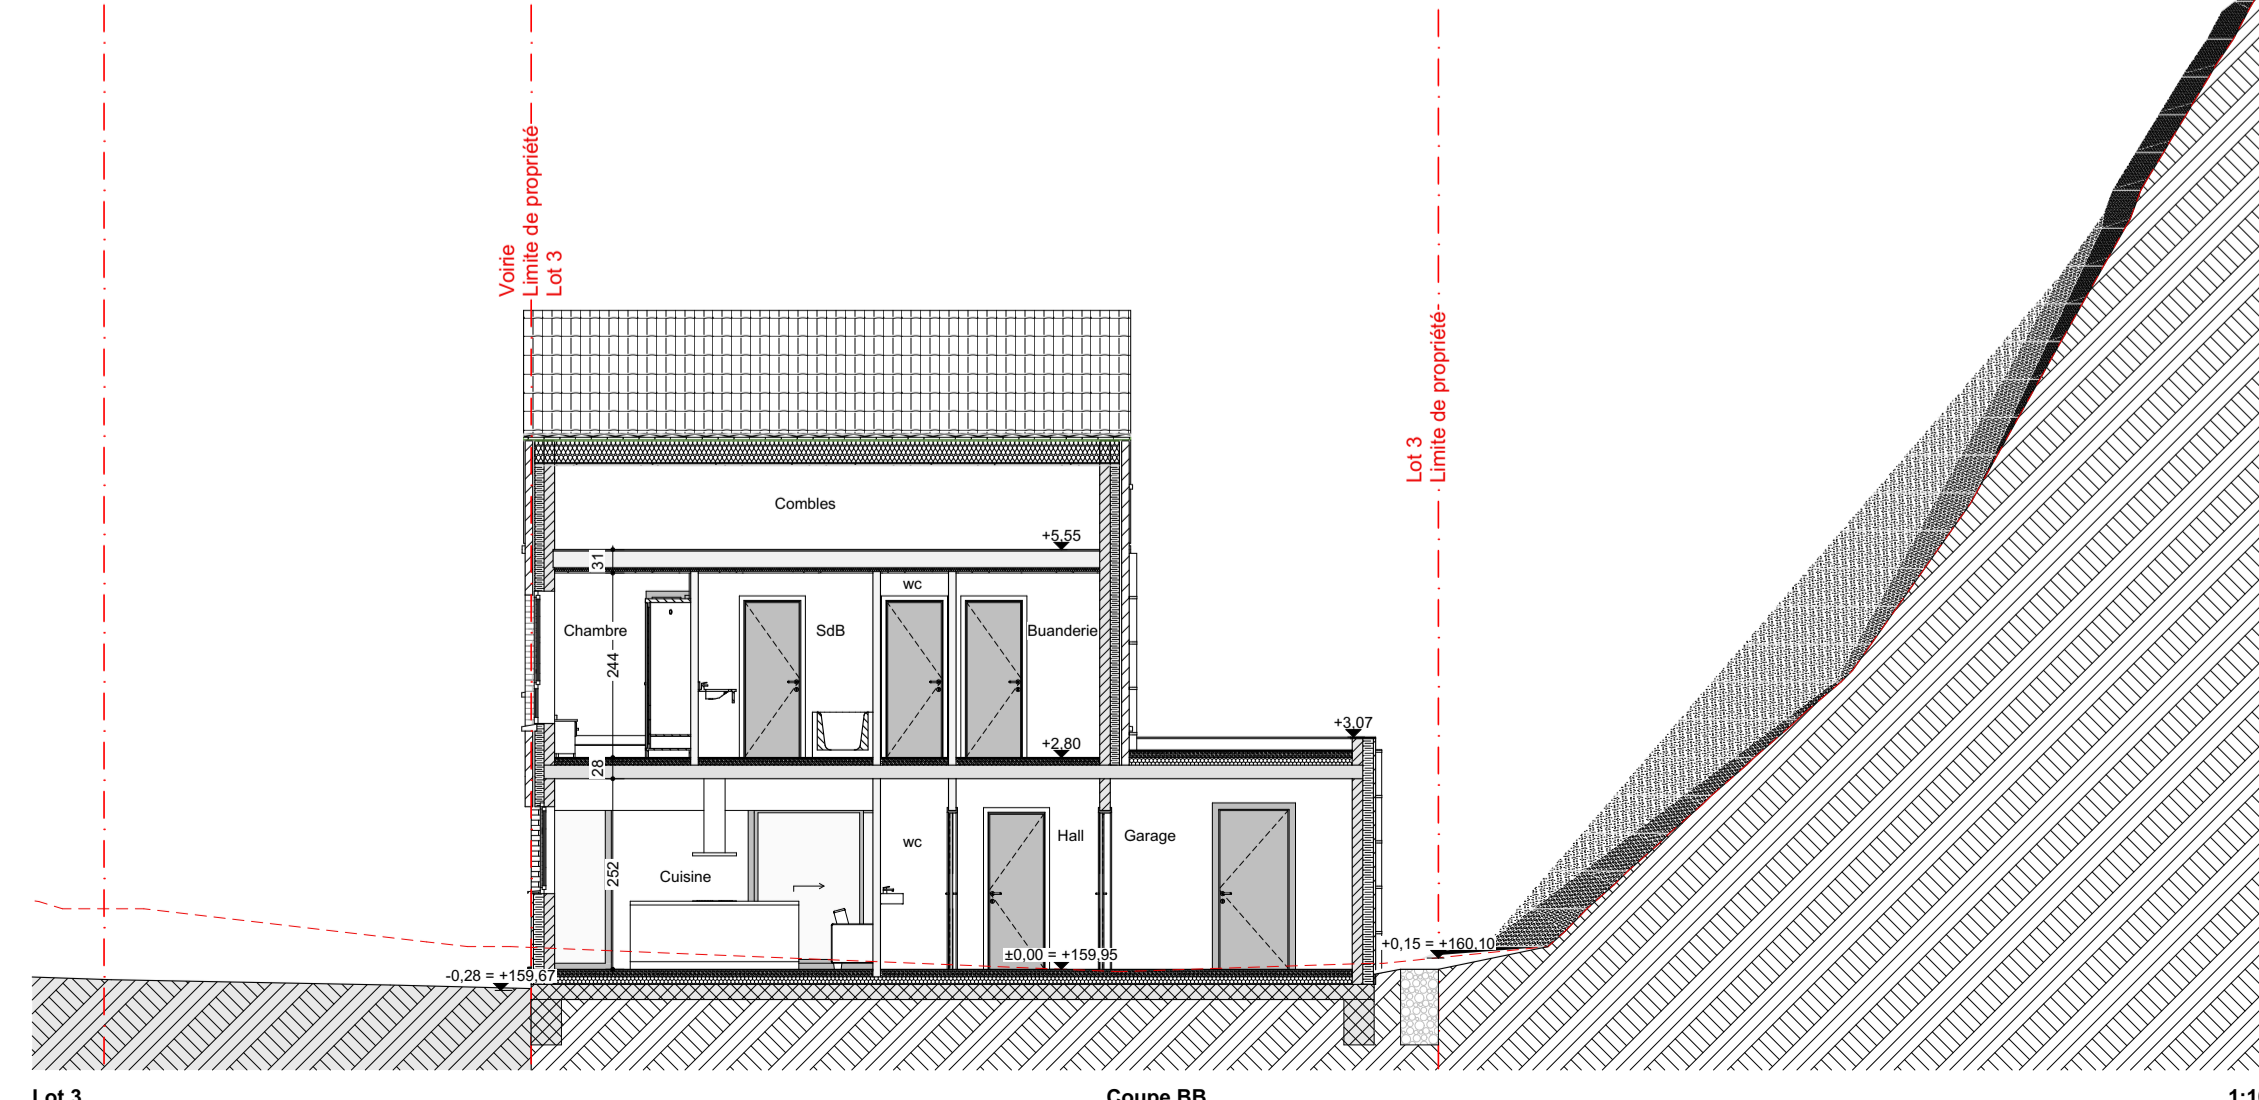 Voirie
Limite de propriété
Lot 3
Lot 3
Limite de propriété
Combles
+5,55
31
wc
Chambre
SdB
Buanderie
244
+3,07
+2,80
28
Hall
Garage
wc
252
Cuisine
+0,15 = +160,10
±0,00 = +159,95
-0,28 = +159,67
Lot 3
Coupe BB